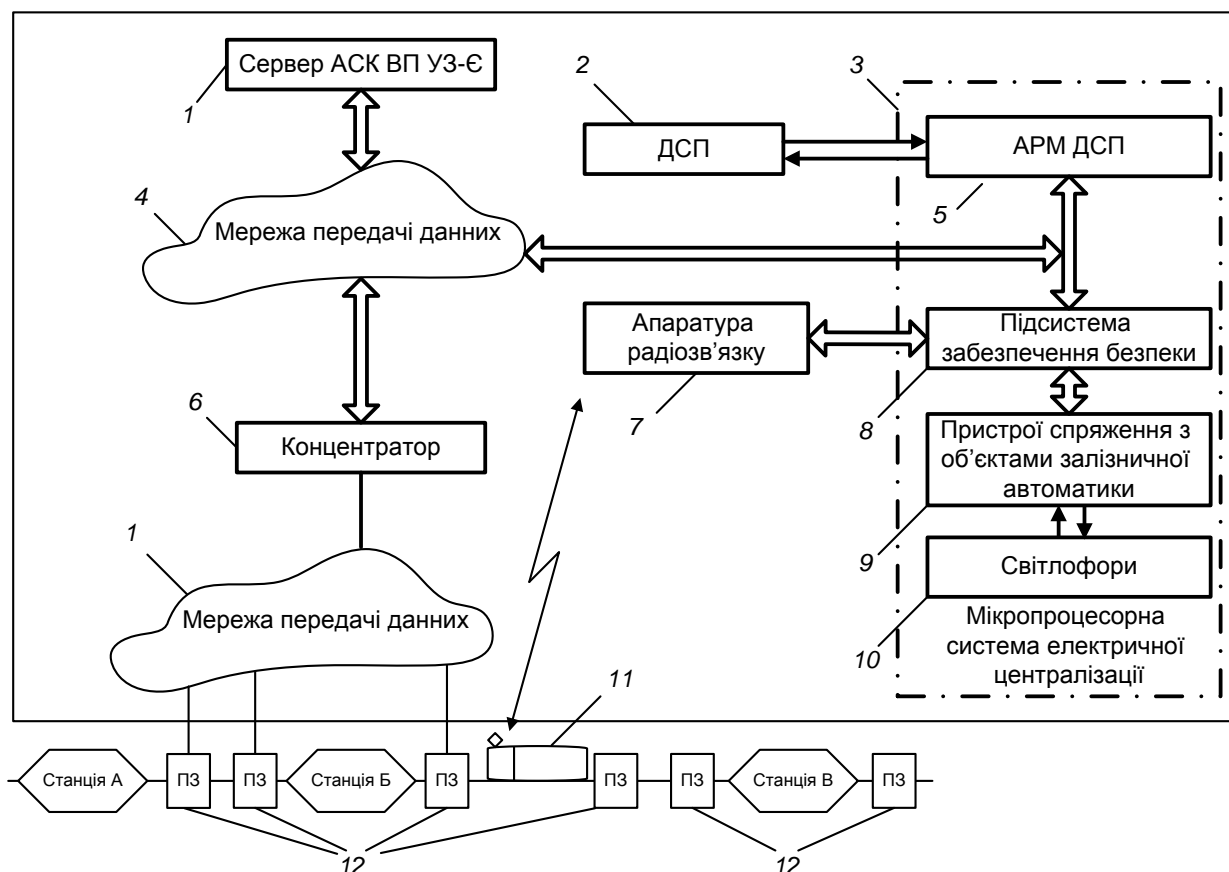 Сервер АСК ВП УЗ-Є
1
2
3
ДСП
АРМ ДСП
4
5
Мережа передачі данних
Апаратура
радіозв’язку
Підсистема
забезпечення безпеки
6
7
8
Концентратор
Пристрої спряження з
об’єктами залізничної
автоматики
9
1
Світлофори
Мережа передачі данних
10
Мікропроцесорна
система електричної
централізації
11
Станція А
ПЗ
ПЗ
Станція Б
ПЗ
ПЗ
ПЗ
Станція В
ПЗ
12
12